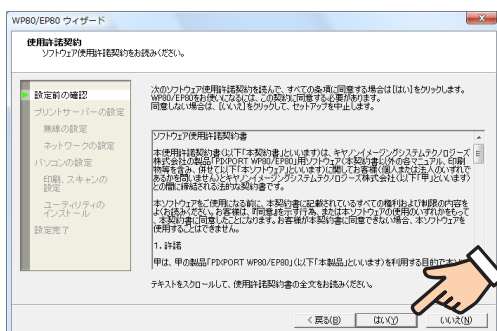 WP80/EP80 ウィザード
使用許諾契約
ソフトウェア使用許諾契約をお読みください。
設定前の確認
プリントサーバーの設定
無線の設定
ネットワークの設定
パソコンの設定
印刷、スキャンの
設定
ユーティリティの
インストール
設定完了
次のソフトウェア使用許諾契約を読んで、すべての条項に同意する場合は[はい]をクリックします。
WP80/EP80をお使いになるには、この契約に同意する必要があります。
同意しない場合は、[いいえ]をクリックして、セットアップを中止します。
ソフトウェア使用許諾契約書
本使用許諾契約書(以下「本契約書」といいます)は、キヤノンイメージングシステムテクノロジーズ
株式会社の製品「PIXPORT WP80/EP80」用ソフトウェア(本契約書以外の各マニュアル、印刷
物等を含み、併せて以下「本ソフトウェア」といいます)に関してお客様(個人または法人のいずれで
あるかを問いません)とキヤノンイメージングシステムテクノロジーズ株式会社(以下「甲」といいます)
との間に締結される法的な契約書です。
本ソフトウェアをご使用になる前に、本契約書に記載されているすべての権利および制限の内容を
よくお読みください。お客様は、『同意』を示す行為、または本ソフトウェアの使用のいずれかをもって
、本契約書に同意したことになります。お客様が本契約書に同意できない場合、本ソフトウェアを
使用することはできません。
1. 許諾
甲は、甲の製品「PIXPORT WP80/EP80」(以下「本製品」といいます)を利用する目的で本
テキストをスクロールして、使用許諾契約書の全文をお読みください。
< 戻る(B)
はい(Y)
いいえ(N)